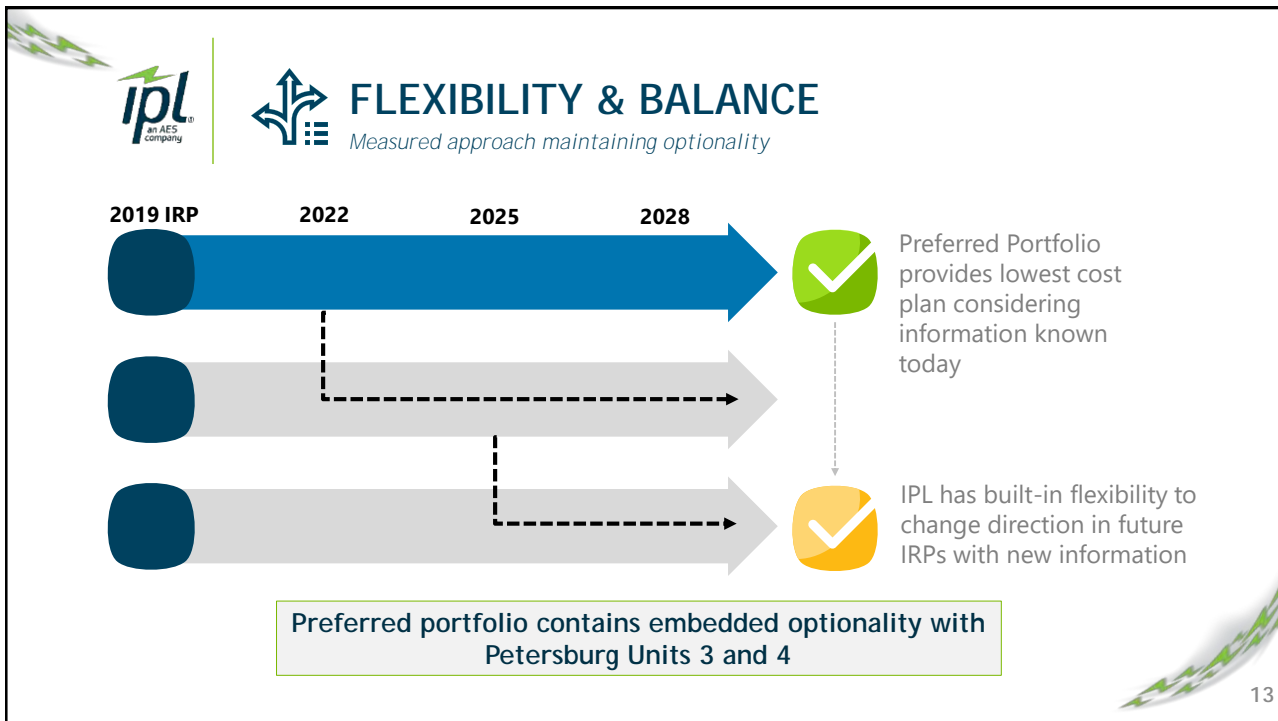 ipl
an AES
company
FLEXIBILITY & BALANCE
Measured approach maintaining optionality
2019 IRP 2022 2025 2028
Preferred Portfolio
provides lowest cost
plan considering
information known
today
IPL has built-in flexibility to
change direction in future
IRPs with new information
Preferred portfolio contains embedded optionality with
Petersburg Units 3 and 4
13